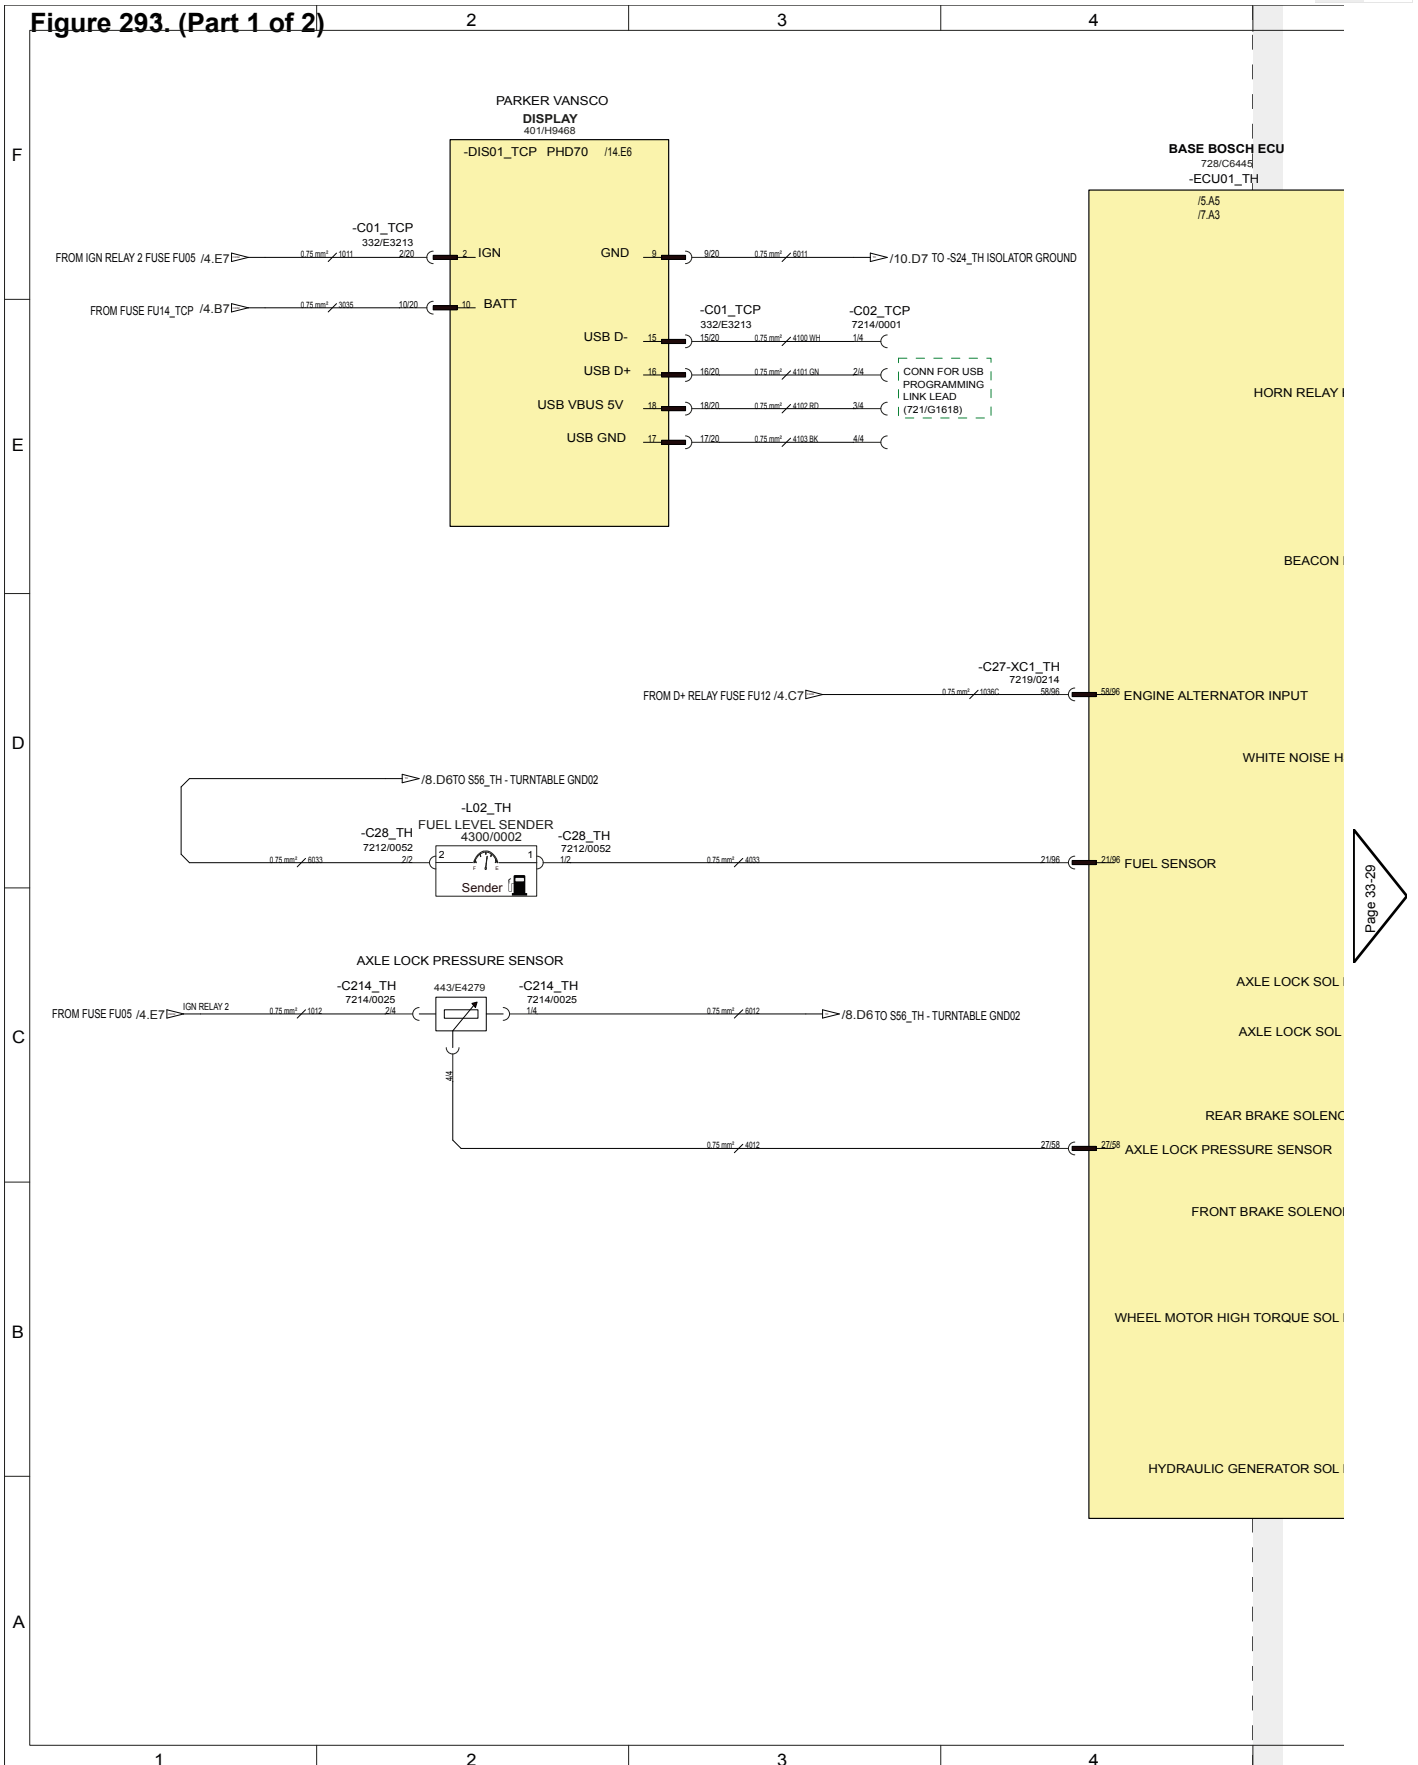 Figure 293. (Part 1 of 2)
2
3
4
PARKER VANSCO
DISPLAY
401/H9468
-DIS01_TCP PHD70 /14.E6
F
BASE BOSCH ECU
728/C6445
-ECU01_TH
/5.A5
/7.A3
-C01_TCP
332/E3213
FROM IGN RELAY 2 FUSE FU05 /4.E7
0.75 mm² 1011
2/20
2
IGN
GND
9
9/20
0.75 mm² 6011
/10.D7 TO -S24_TH ISOLATOR GROUND
FROM FUSE FU14_TCP /4.B7
0.75 mm² 3035
10/20
10
BATT
-C01_TCP
332/E3213
-C02_TCP
7214/0001
USB D-
15
15/20
0.75 mm² 4100 WH
1/4
USB D+
16
16/20
0.75 mm² 4101 GN
2/4
CONN FOR USB
PROGRAMMING
LINK LEAD
(721/G1618)
USB VBUS 5V
18
18/20
0.75 mm² 4102 RD
3/4
HORN RELAY
USB GND
17
17/20
0.75 mm² 4103 BK
4/4
E
BEACON
-C27-XC1_TH
7219/0214
FROM D+ RELAY FUSE FU12 /4.C7
0.75 mm² 1036C
58/96
58/96
ENGINE ALTERNATOR INPUT
D
WHITE NOISE H
/8.D6TO S56_TH - TURNTABLE GND02
-L02_TH
FUEL LEVEL SENDER
4300/0002
-C28_TH
7212/0052
-C28_TH
7212/0052
0.75 mm² 6033
2/2
2
1
F
E
Sender
1/2
0.75 mm² 4033
21/96
21/96
FUEL SENSOR
Page 33-29
AXLE LOCK PRESSURE SENSOR
-C214_TH
7214/0025
443/E4279
-C214_TH
7214/0025
AXLE LOCK SOL
FROM FUSE FU05 /4.E7
IGN RELAY 2
0.75 mm² 1012
2/4
1/4
0.75 mm² 6012
/8.D6 TO S56_TH - TURNTABLE GND02
C
AXLE LOCK SOL
4/4
REAR BRAKE SOLENO
0.75 mm² 4012
27/58
27/58
AXLE LOCK PRESSURE SENSOR
FRONT BRAKE SOLENO
B
WHEEL MOTOR HIGH TORQUE SOL
HYDRAULIC GENERATOR SOL
A
1
2
3
4